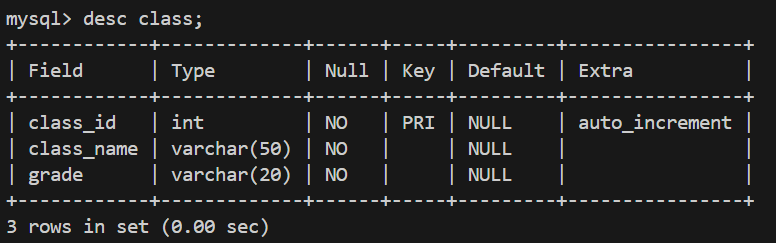 mysql> desc class;
+------------+-------------+------+-----+---------+----------------+
| Field      | Type        | Null | Key | Default | Extra          |
+------------+-------------+------+-----+---------+----------------+
| class_id   | int         | NO   | PRI | NULL    | auto_increment |
| class_name | varchar(50) | NO   |     | NULL    |                |
| grade      | varchar(20) | NO   |     | NULL    |                |
+------------+-------------+------+-----+---------+----------------+
3 rows in set (0.00 sec)